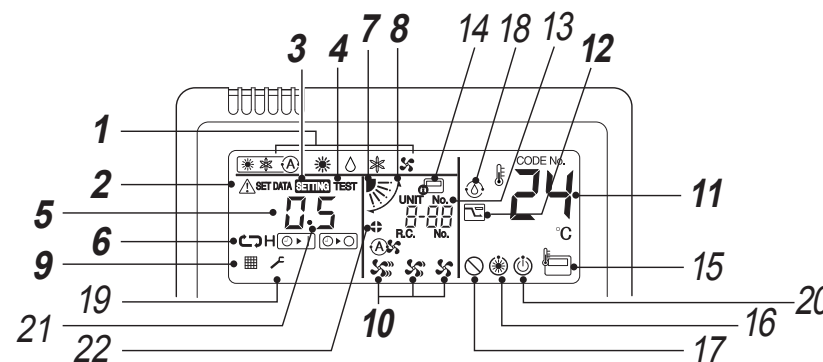 3 4 7 8 14 18 13 12
1
CODE No.
A
2 SET DATA SETTING TEST
UNIT No.
24 11
5 0.5
8-88
R.C. No.
6 H
A
°C
9
15
19
10
20
21
16
22
17